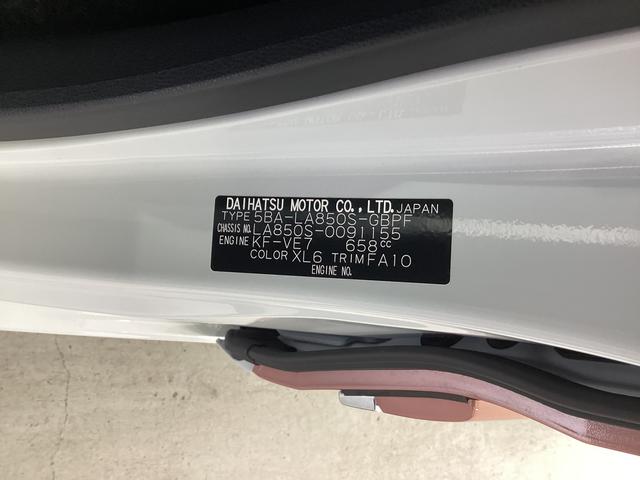 DAIHATSU MOTOR CO., LTD. JAPAN
TYPE 5BA-LA850S-GBPF
CHASSIS NO. LA850S-0091155
ENGINE KF-VE7 658CC
COLOR XL6 TRIM FA10
ENGINE NO.